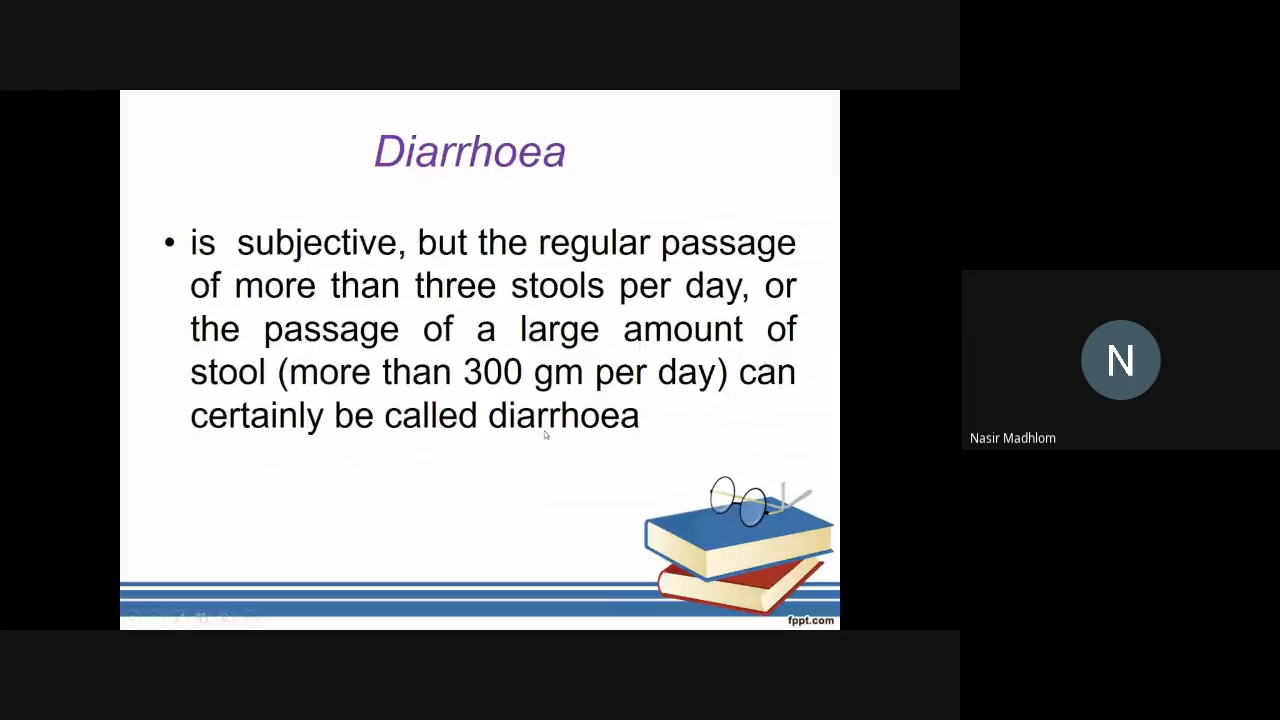 Diarrhoea
• is subjective, but the regular passage
of more than three stools per day, or
the passage of a large amount of
stool (more than 300 gm per day) can
certainly be called diarrhoea
N
Nasir Madhlom
fppt.com